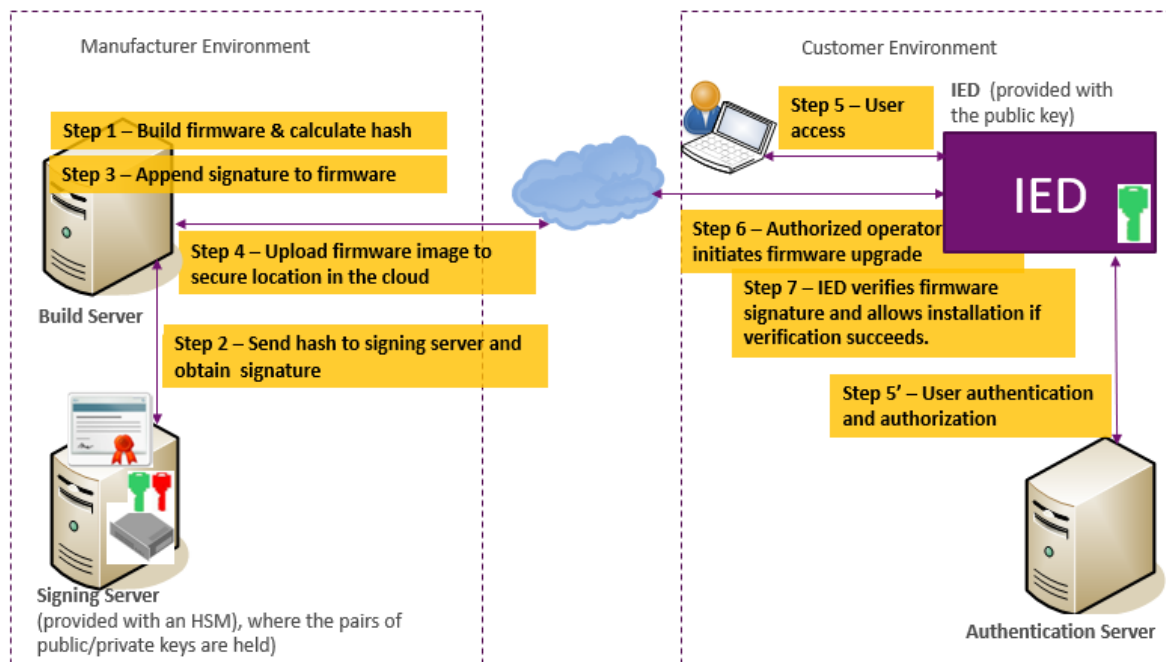 Manufacturer Environment
Step 1 – Build firmware & calculate hash
Step 3 – Append signature to firmware
Step 4 – Upload firmware image to
secure location in the cloud
Build Server
Step 2 – Send hash to signing server and
obtain  signature
Signing Server
(provided with an HSM), where the pairs of
public/private keys are held)
Customer Environment
Step 5 – User
access
IED  (provided with
the public key)
IED
Step 6 – Authorized operator
initiates firmware upgrade
Step 7 – IED verifies firmware
signature and allows installation if
verification succeeds.
Step 5’ – User authentication
and authorization
Authentication Server